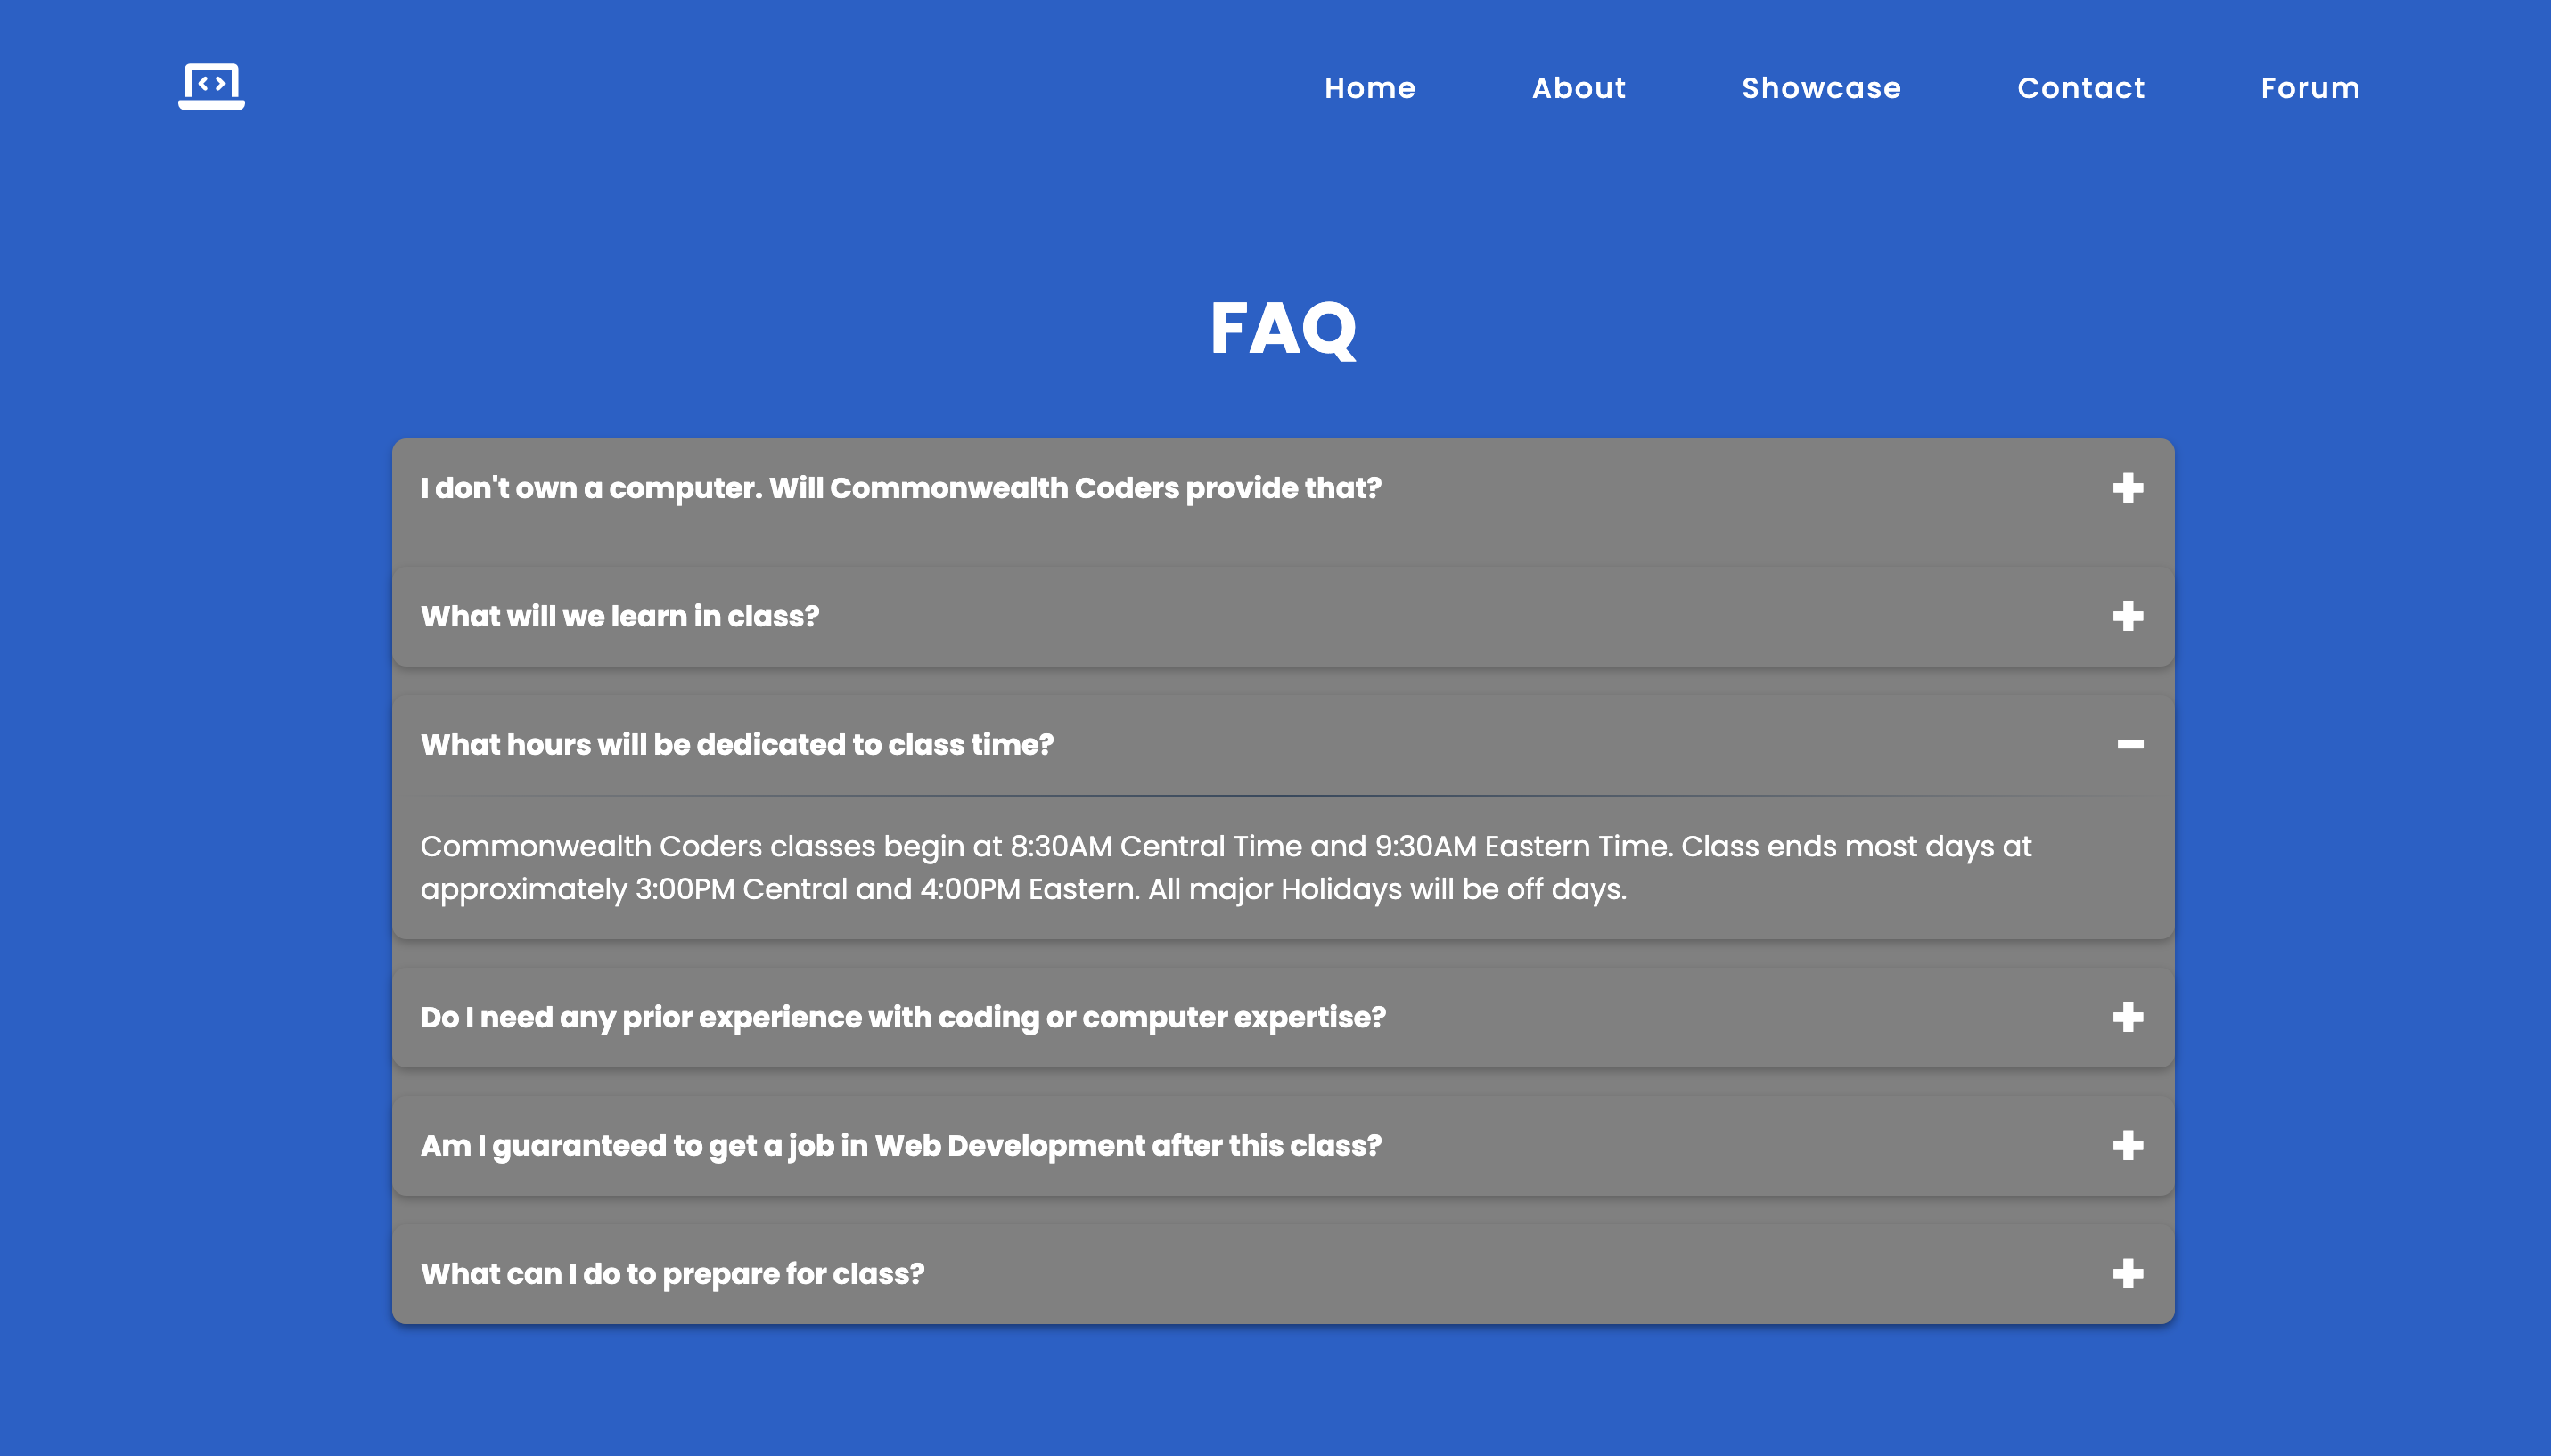 Home About Showcase Contact Forum
FAQ
I don't own a computer. Will Commonwealth Coders provide that?
What will we learn in class?
What hours will be dedicated to class time?
Commonwealth Coders classes begin at 8:30AM Central Time and 9:30AM Eastern Time. Class ends most days at
approximately 3:00PM Central and 4:00PM Eastern. All major Holidays will be off days.
Do I need any prior experience with coding or computer expertise?
Am I guaranteed to get a job in Web Development after this class?
What can I do to prepare for class?